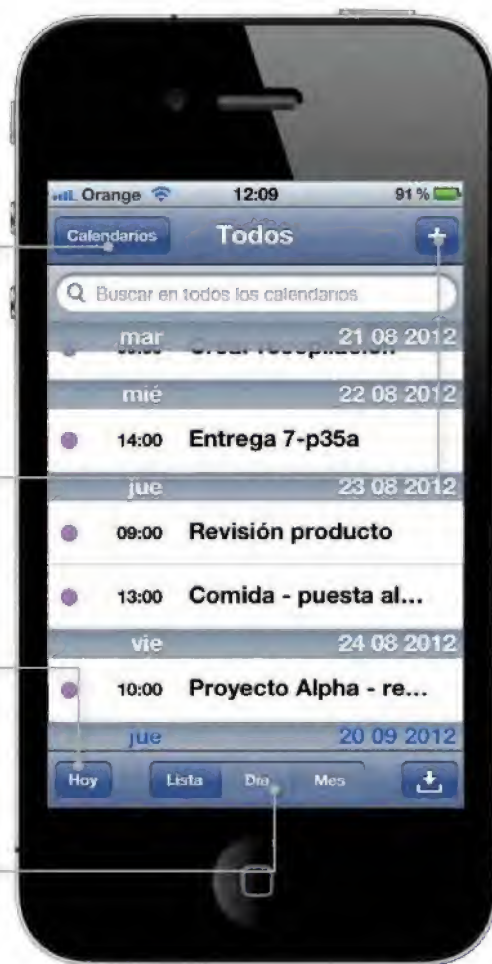 Orange 12:09 91 %
Calendarios Todos +
Buscar en todos los calendarios
mar 21 08 2012
Crear recopilación
mié 22 08 2012
14:00 Entrega 7-p35a
jue 23 08 2012
09:00 Revisión producto
13:00 Comida - puesta al...
vie 24 08 2012
10:00 Proyecto Alpha - re...
jue 20 09 2012
Hoy Lista Día Mes